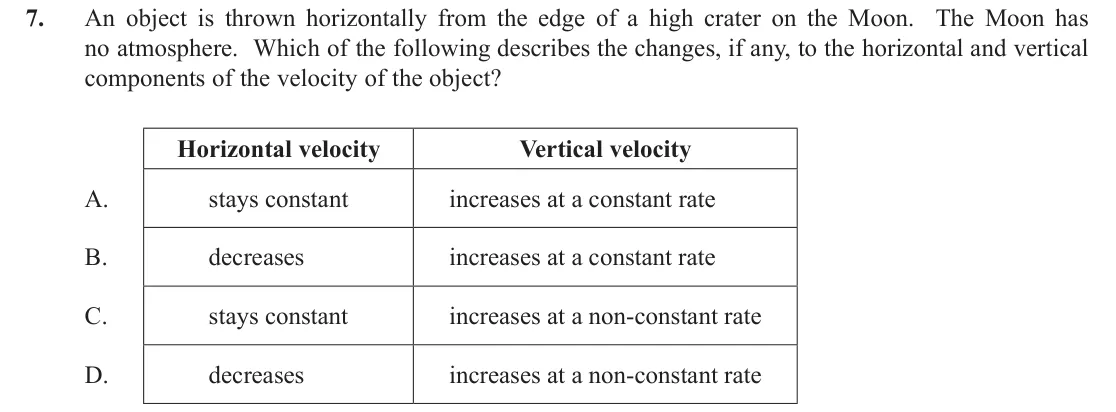 7. An object is thrown horizontally from the edge of a high crater on the Moon. The Moon has
no atmosphere. Which of the following describes the changes, if any, to the horizontal and vertical
components of the velocity of the object?
Horizontal velocity Vertical velocity
A. stays constant increases at a constant rate
B. decreases increases at a constant rate
C. stays constant increases at a non-constant rate
D. decreases increases at a non-constant rate